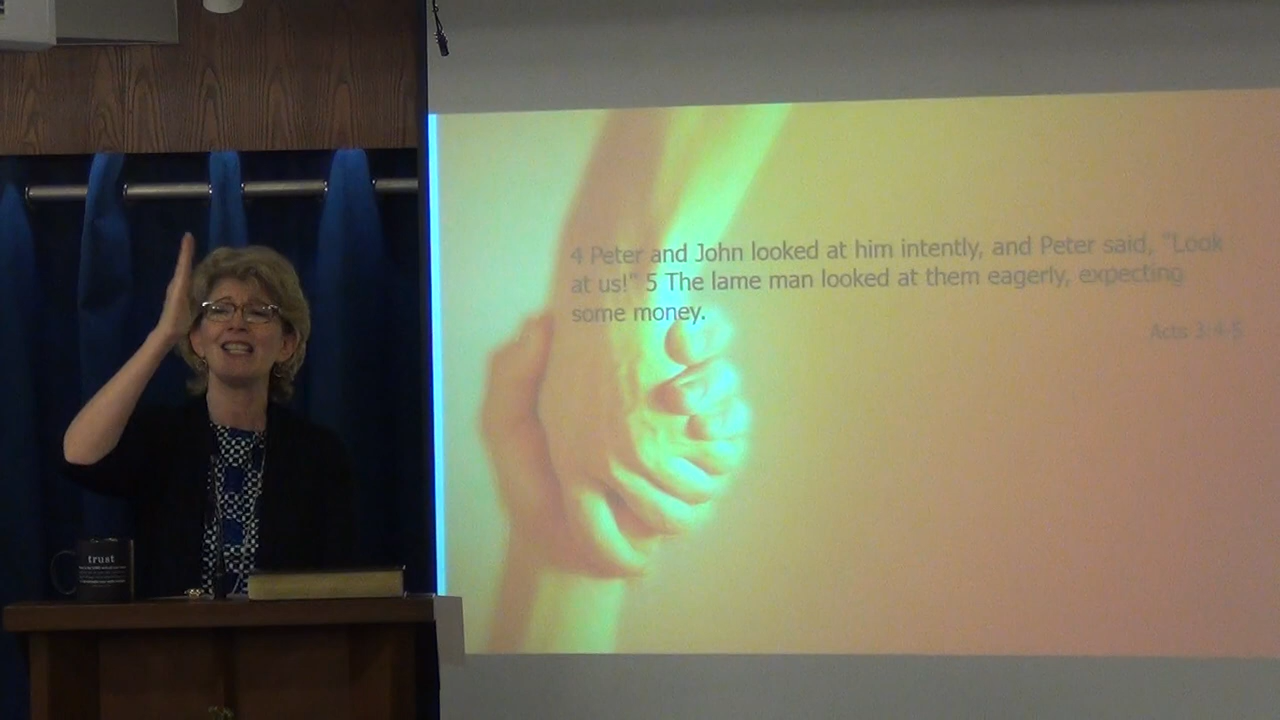 4 Peter and John looked at him intently, and Peter said, "Look
at us!" 5 The lame man looked at them eagerly, expecting
some money.
Acts 3:4-5
trust